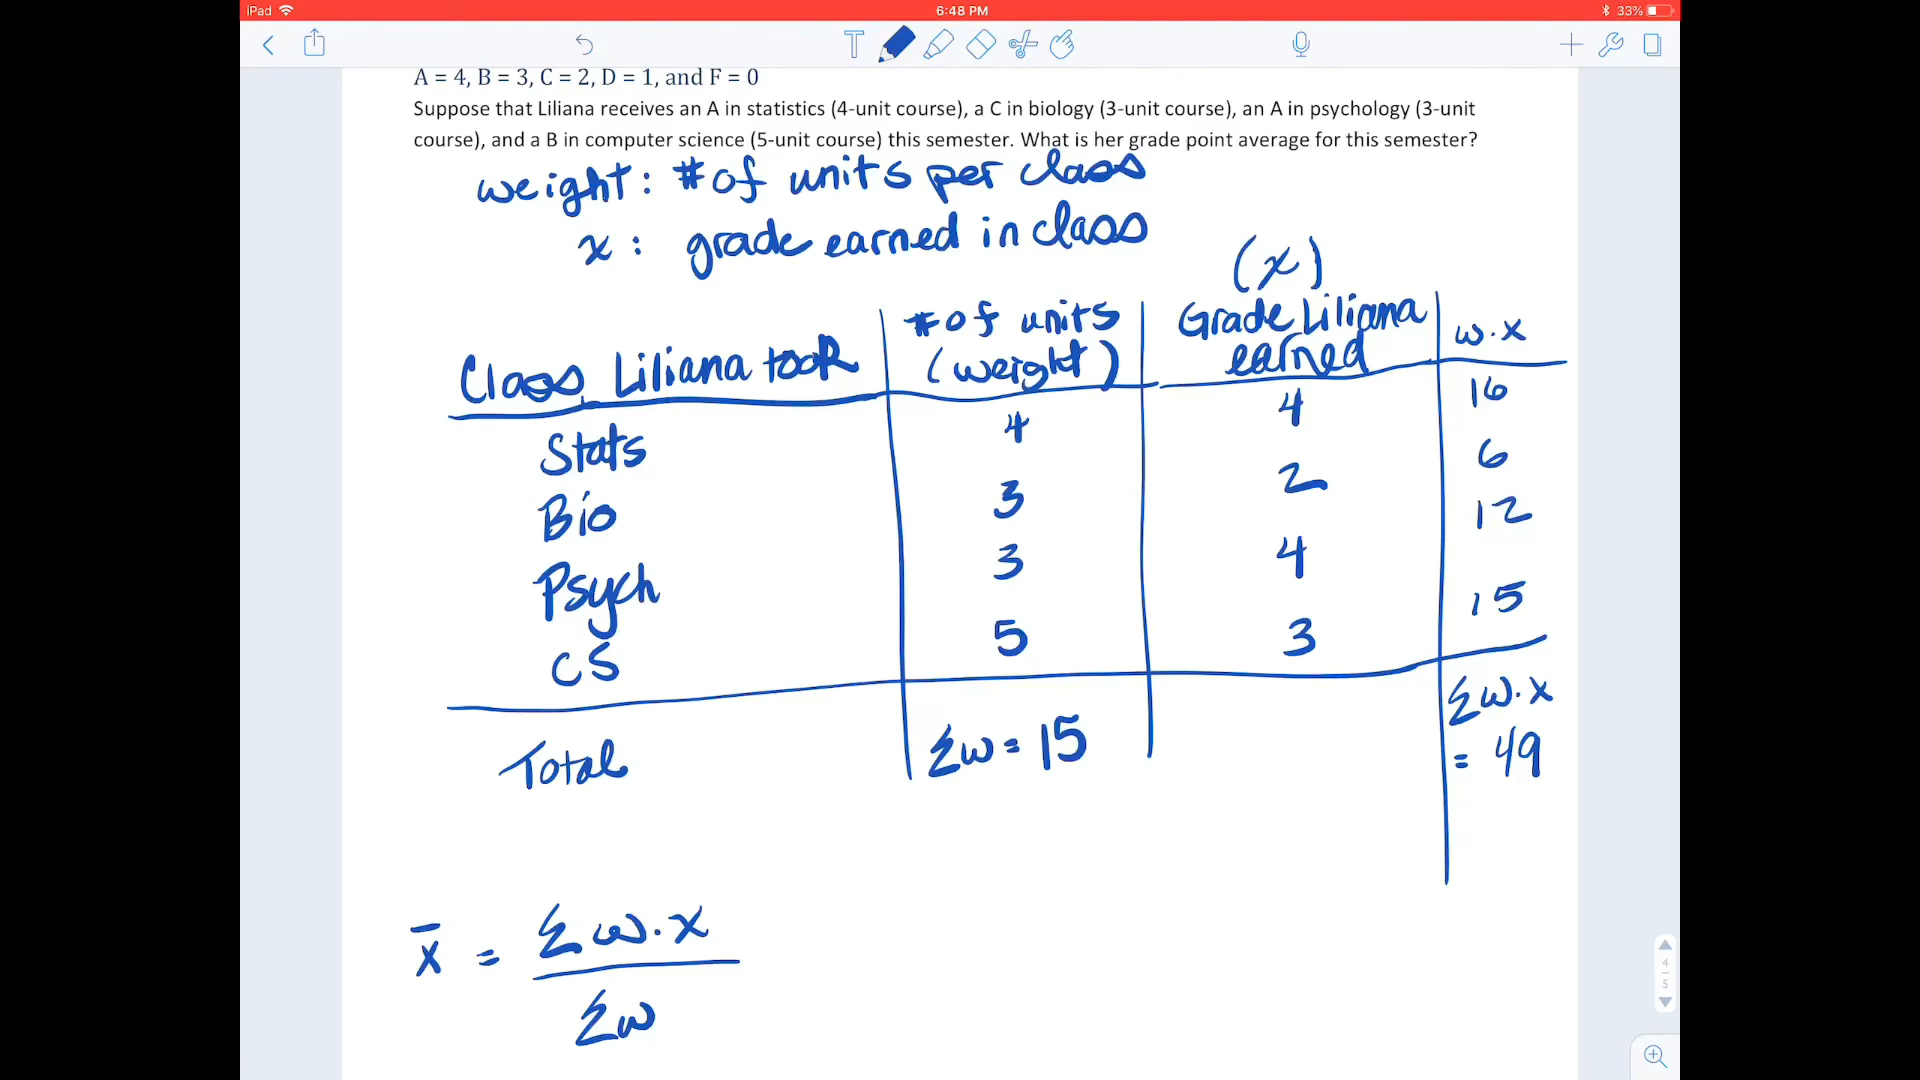 iPad 6:48 PM 33%
T
A = 4, B = 3, C = 2, D = 1, and F = 0
Suppose that Liliana receives an A in statistics (4-unit course), a C in biology (3-unit course), an A in psychology (3-unit
course), and a B in computer science (5-unit course) this semester. What is her grade point average for this semester?
weight: # of units per class
x: grade earned in class
(x)
Class Liliana took # of units (weight) Grade Liliana earned w·x
Stats 4 4 16
Bio 3 2 6
Psych 3 4 12
CS 5 3 15
Total Σw = 15 Σw·x = 49
x̄ = Σw·x
Σw
4
5